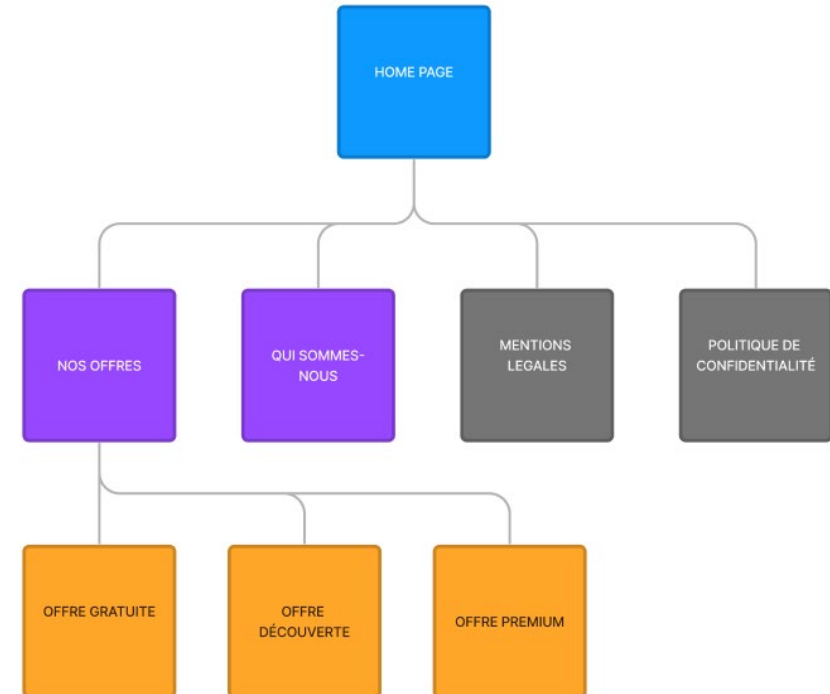 HOME PAGE
NOS OFFRES
QUI SOMMES-
NOUS
MENTIONS
LEGALES
POLITIQUE DE
CONFIDENTIALITÉ
OFFRE GRATUITE
OFFRE
DÉCOUVERTE
OFFRE PREMIUM